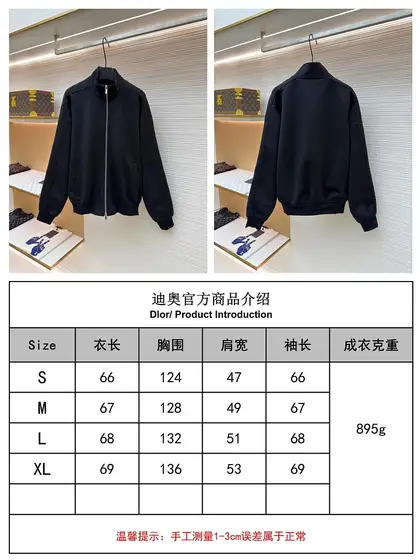 迪奥官方商品介绍
DIor/ Product Introduction
Size 衣长 胸围 肩宽 袖长 成衣克重
S 66 124 47 66
M 67 128 49 67
L 68 132 51 68
XL 69 136 53 69
895g
温馨提示：手工测量1-3cm误差属于正常